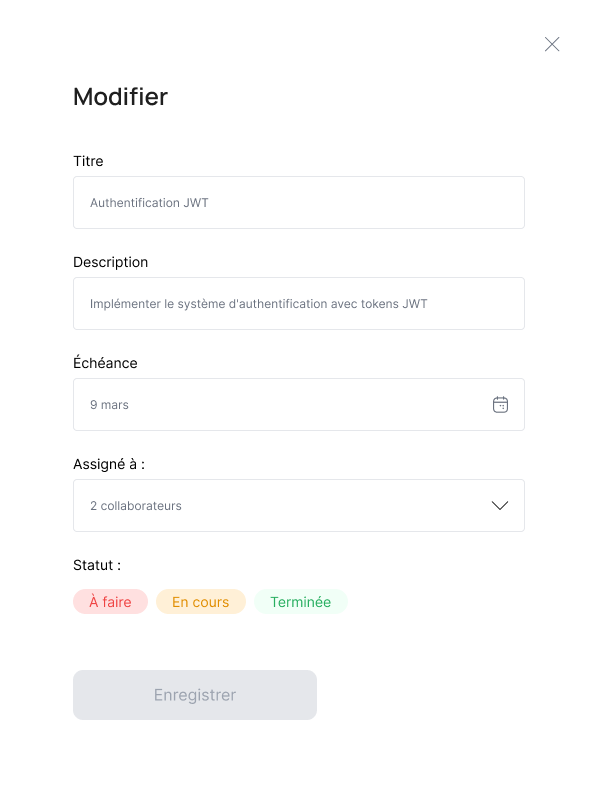 Modifier
Titre
Authentification JWT
Description
Implémenter le système d'authentification avec tokens JWT
Échéance
9 mars
Assigné à :
2 collaborateurs
Statut :
À faire En cours Terminée
Enregistrer